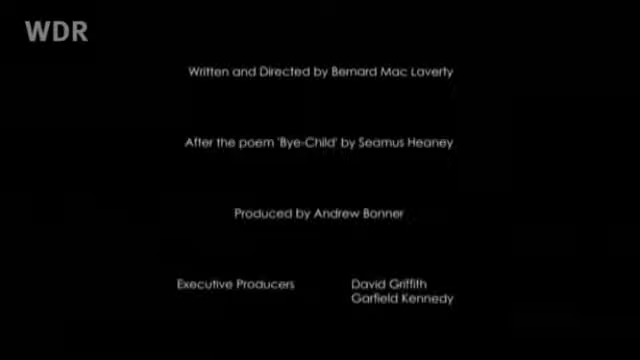 WDR
Written and Directed by Bernard Mac Laverty
After the poem 'Bye-Child' by Seamus Heaney
Produced by Andrew Bonner
Executive Producers David Griffith
Garfield Kennedy